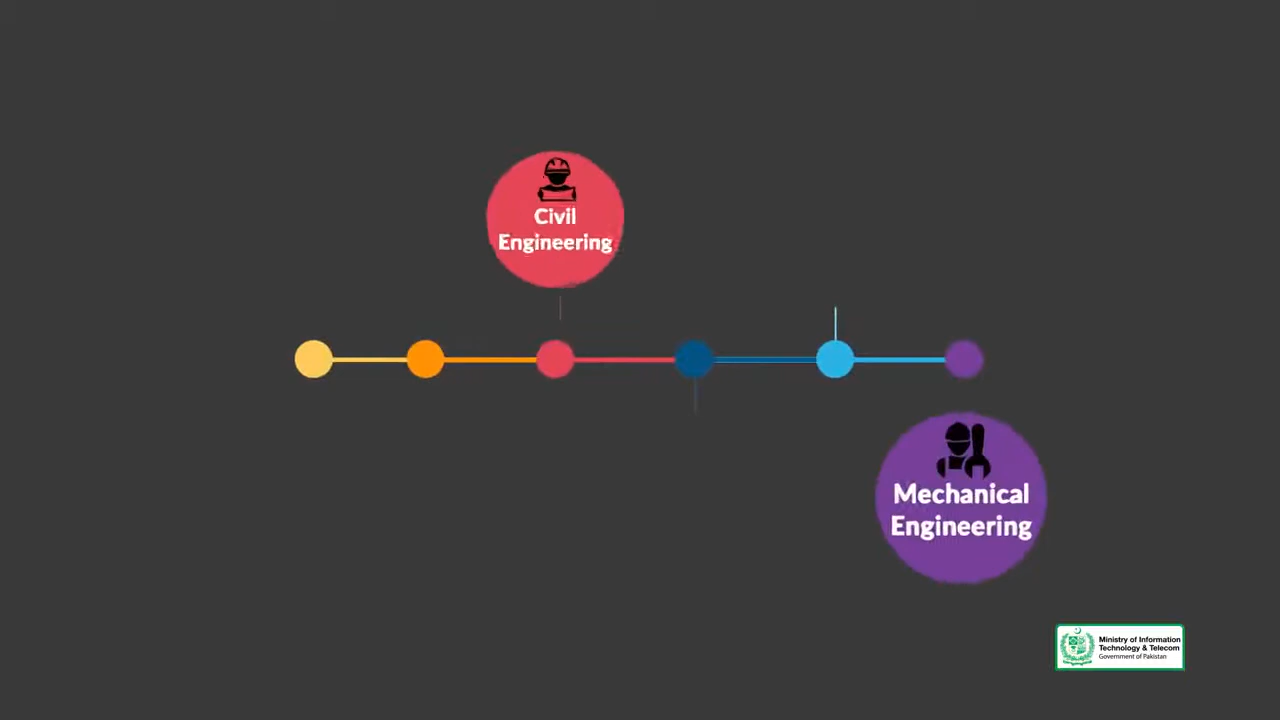 Civil
Engineering
Mechanical
Engineering
Ministry of Information
Technology & Telecom
Government of Pakistan